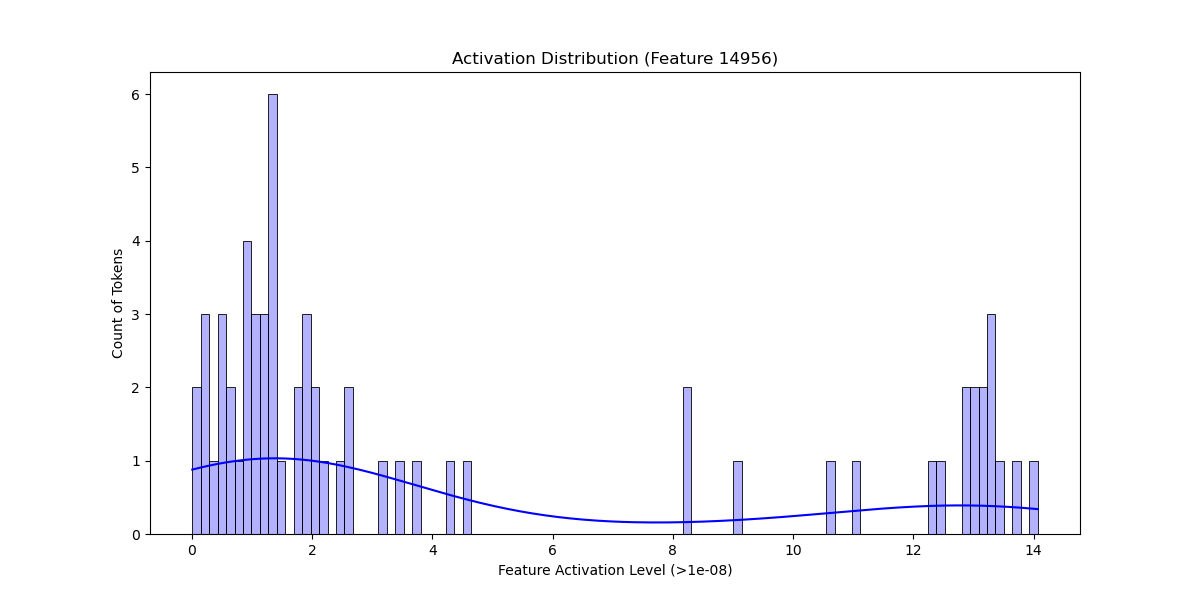 Activation Distribution (Feature 14956)
6
5
4
3
2
1
0
Count of Tokens
0 2 4 6 8 10 12 14
Feature Activation Level (>1e-08)